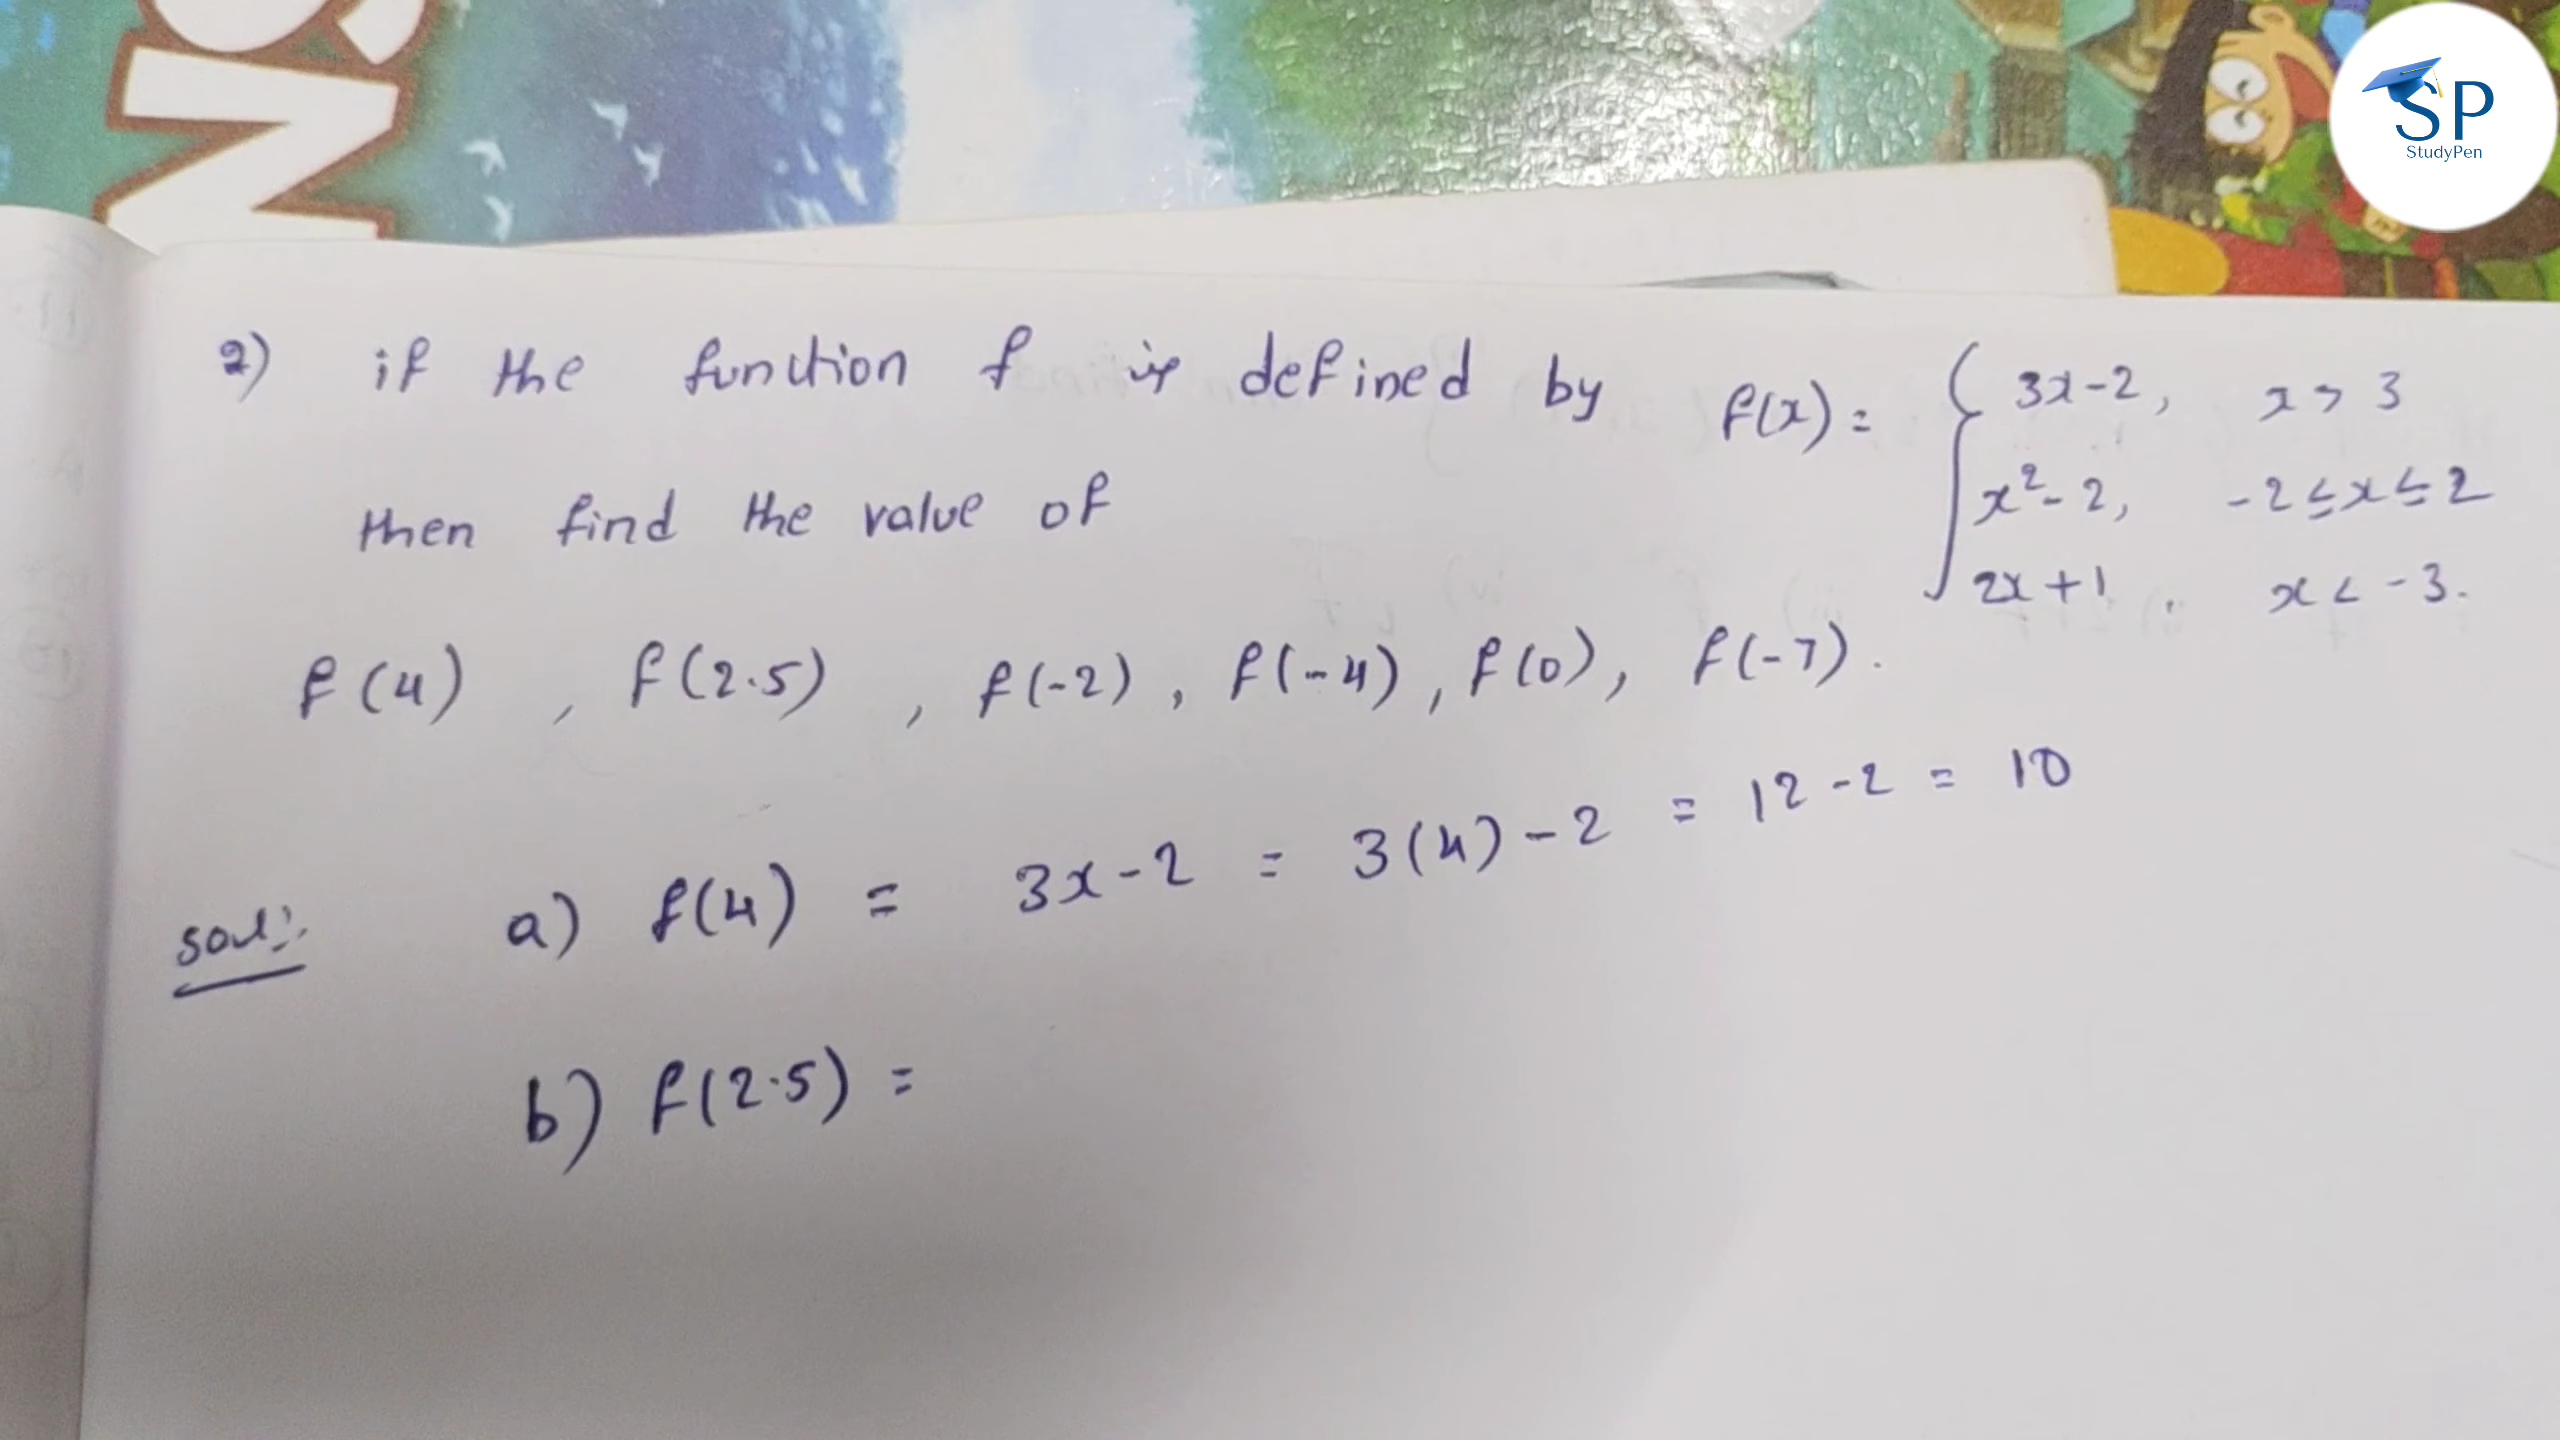 SP
StudyPen
2) if the function f is defined by f(x) = { 3x-2, x > 3
x²-2, -2≤x≤2
then find the value of
2x+1, x < -3.
f(4), f(2.5), f(-2), f(-4), f(0), f(-7).
a) f(4) = 3x-2 = 3(4)-2 = 12-2 = 10
b) f(2.5) =